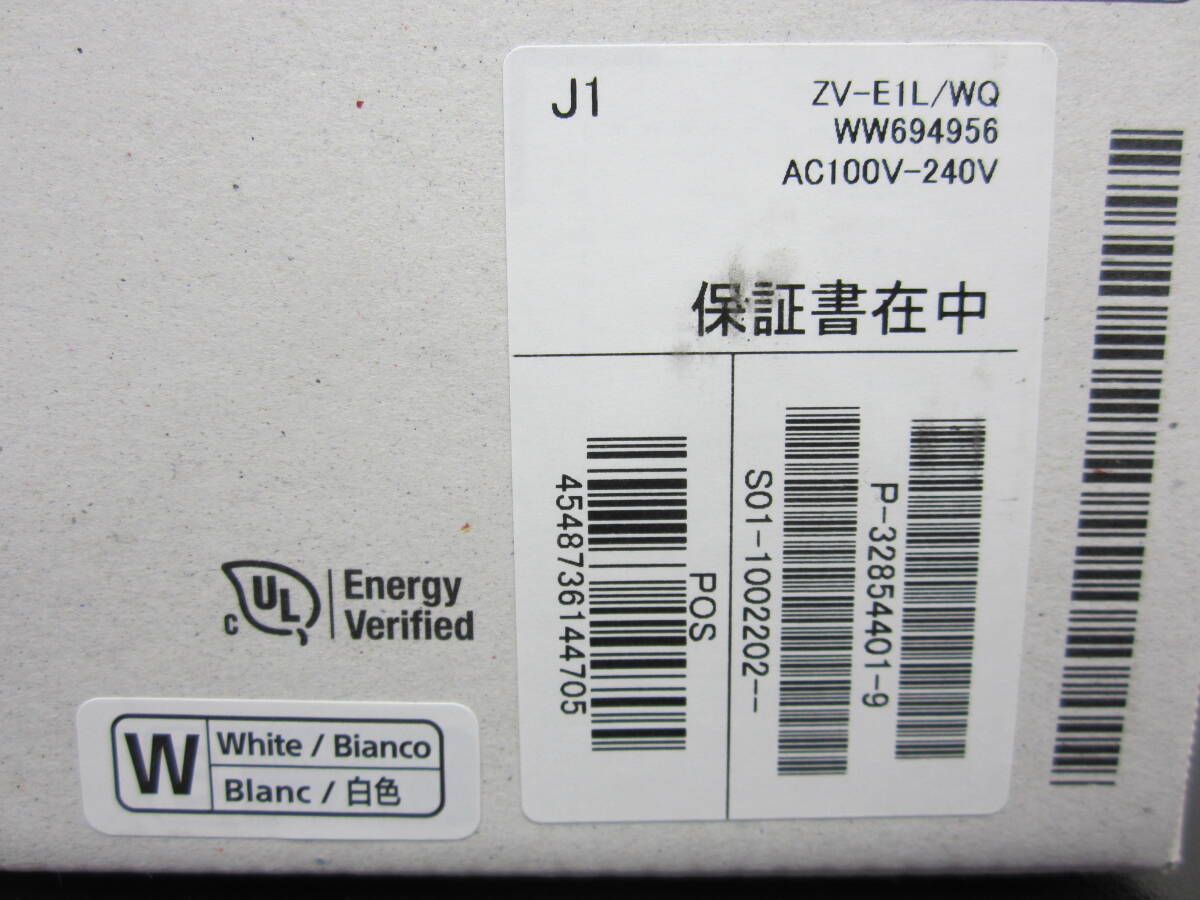 J1
ZV-E1L/WQ
WW694956
AC100V-240V
保証書在中
4548736144705
POS
S01-1002202--
P-32854401-9
C UL
Energy
Verified
W
White / Bianco
Blanc / 白色